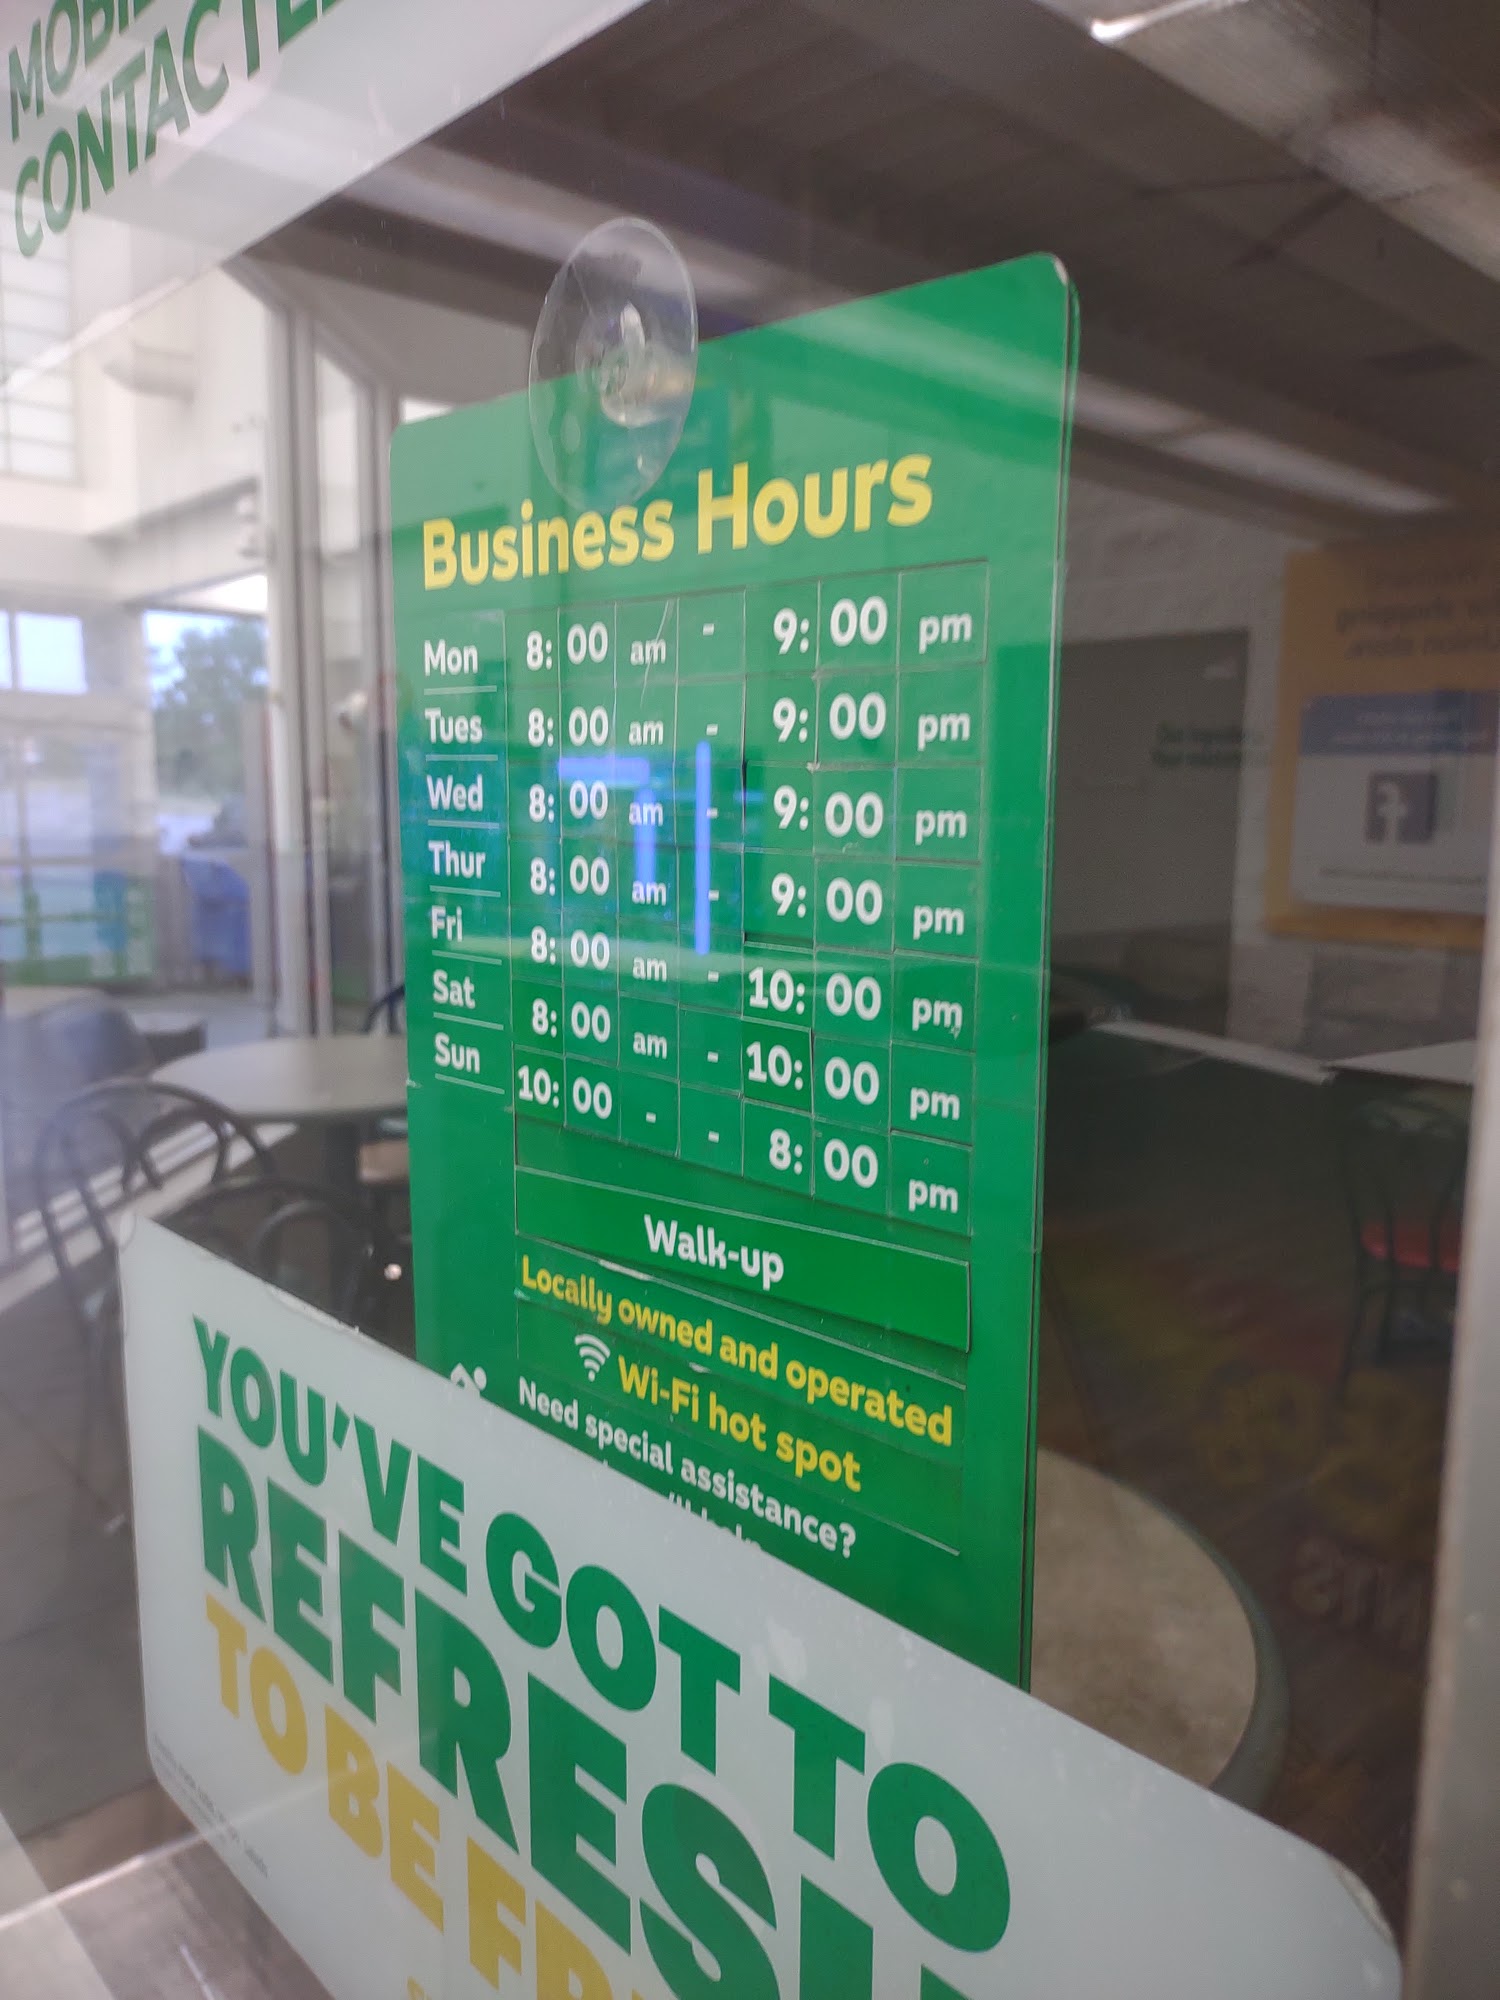 CONTACT
Business Hours
Mon 8: 00 am - 9: 00 pm
Tues 8: 00 am - 9: 00 pm
Wed 8: 00 am - 9: 00 pm
Thur 8: 00 am - 9: 00 pm
Fri 8: 00 am - 10: 00 pm
Sat 8: 00 am - 10: 00 pm
Sun 10: 00 - - 8: 00 pm
Walk-up
Locally owned and operated
Wi-Fi hot spot
Need special assistance?
YOU'VE GOT TO
REFRESH
TO BE FR